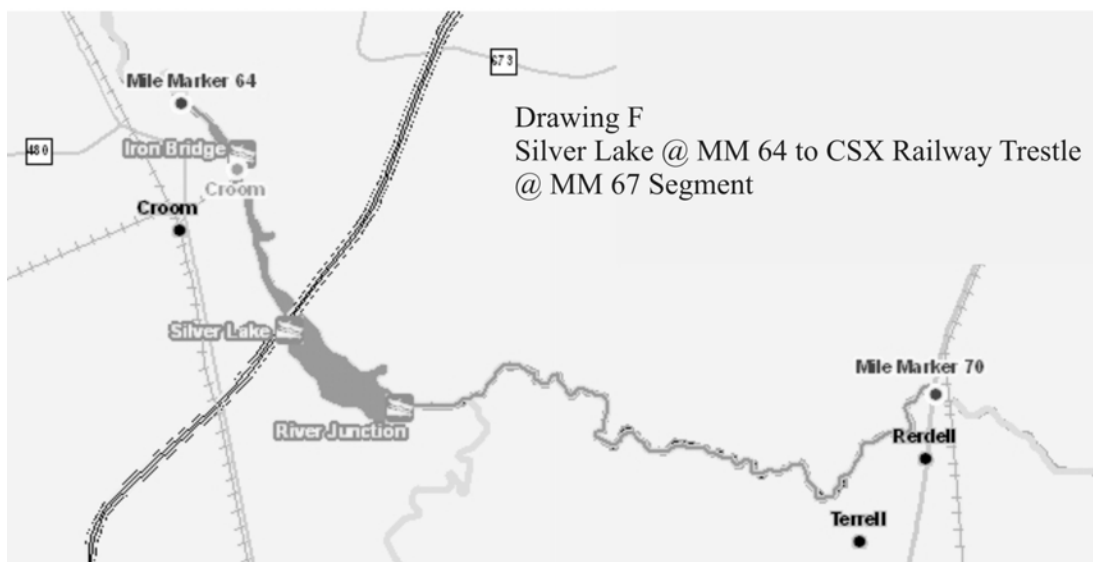 673
Mile Marker 64
Drawing F
Silver Lake @ MM 64 to CSX Railway Trestle
@ MM 67 Segment
480
Iron Bridge
Croom
Croom
Silver Lake
Mile Marker 70
River Junction
Rerdell
Terrell